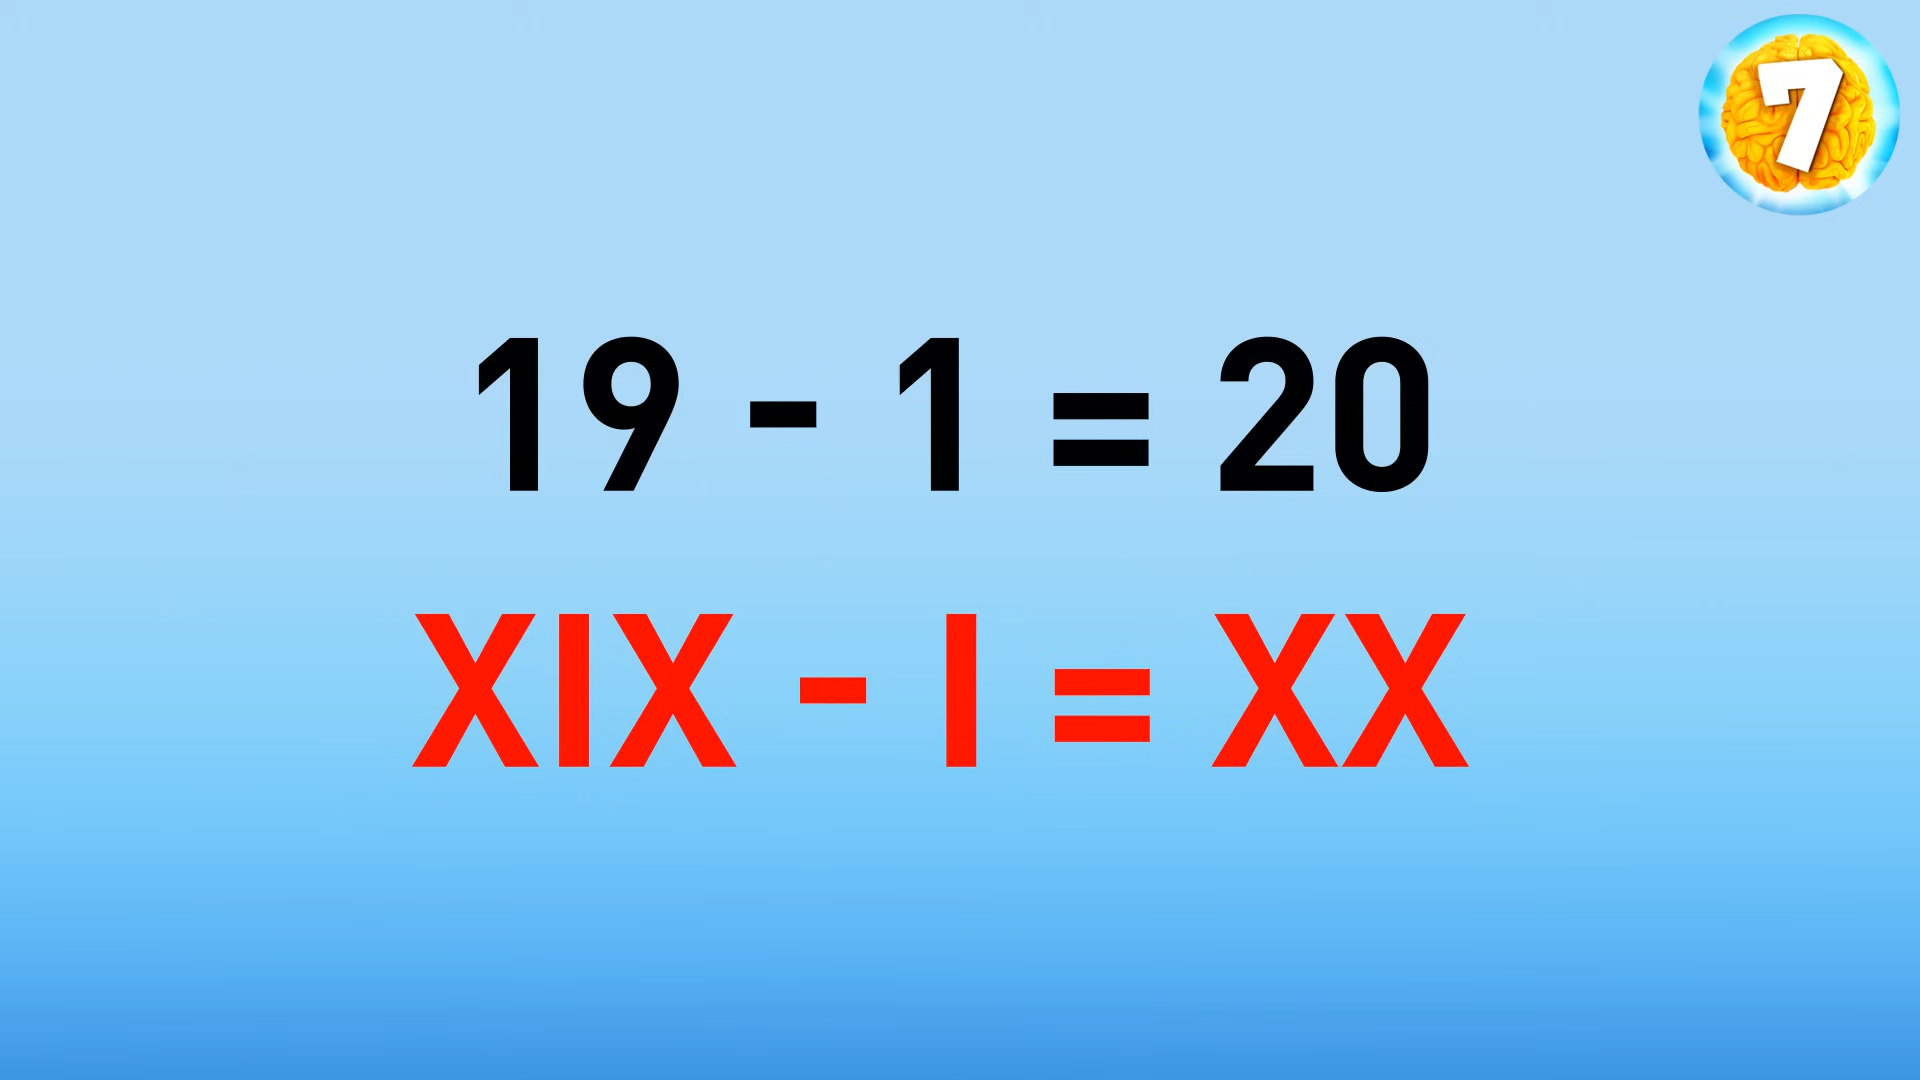 7
19 - 1 = 20
XIX - I = XX